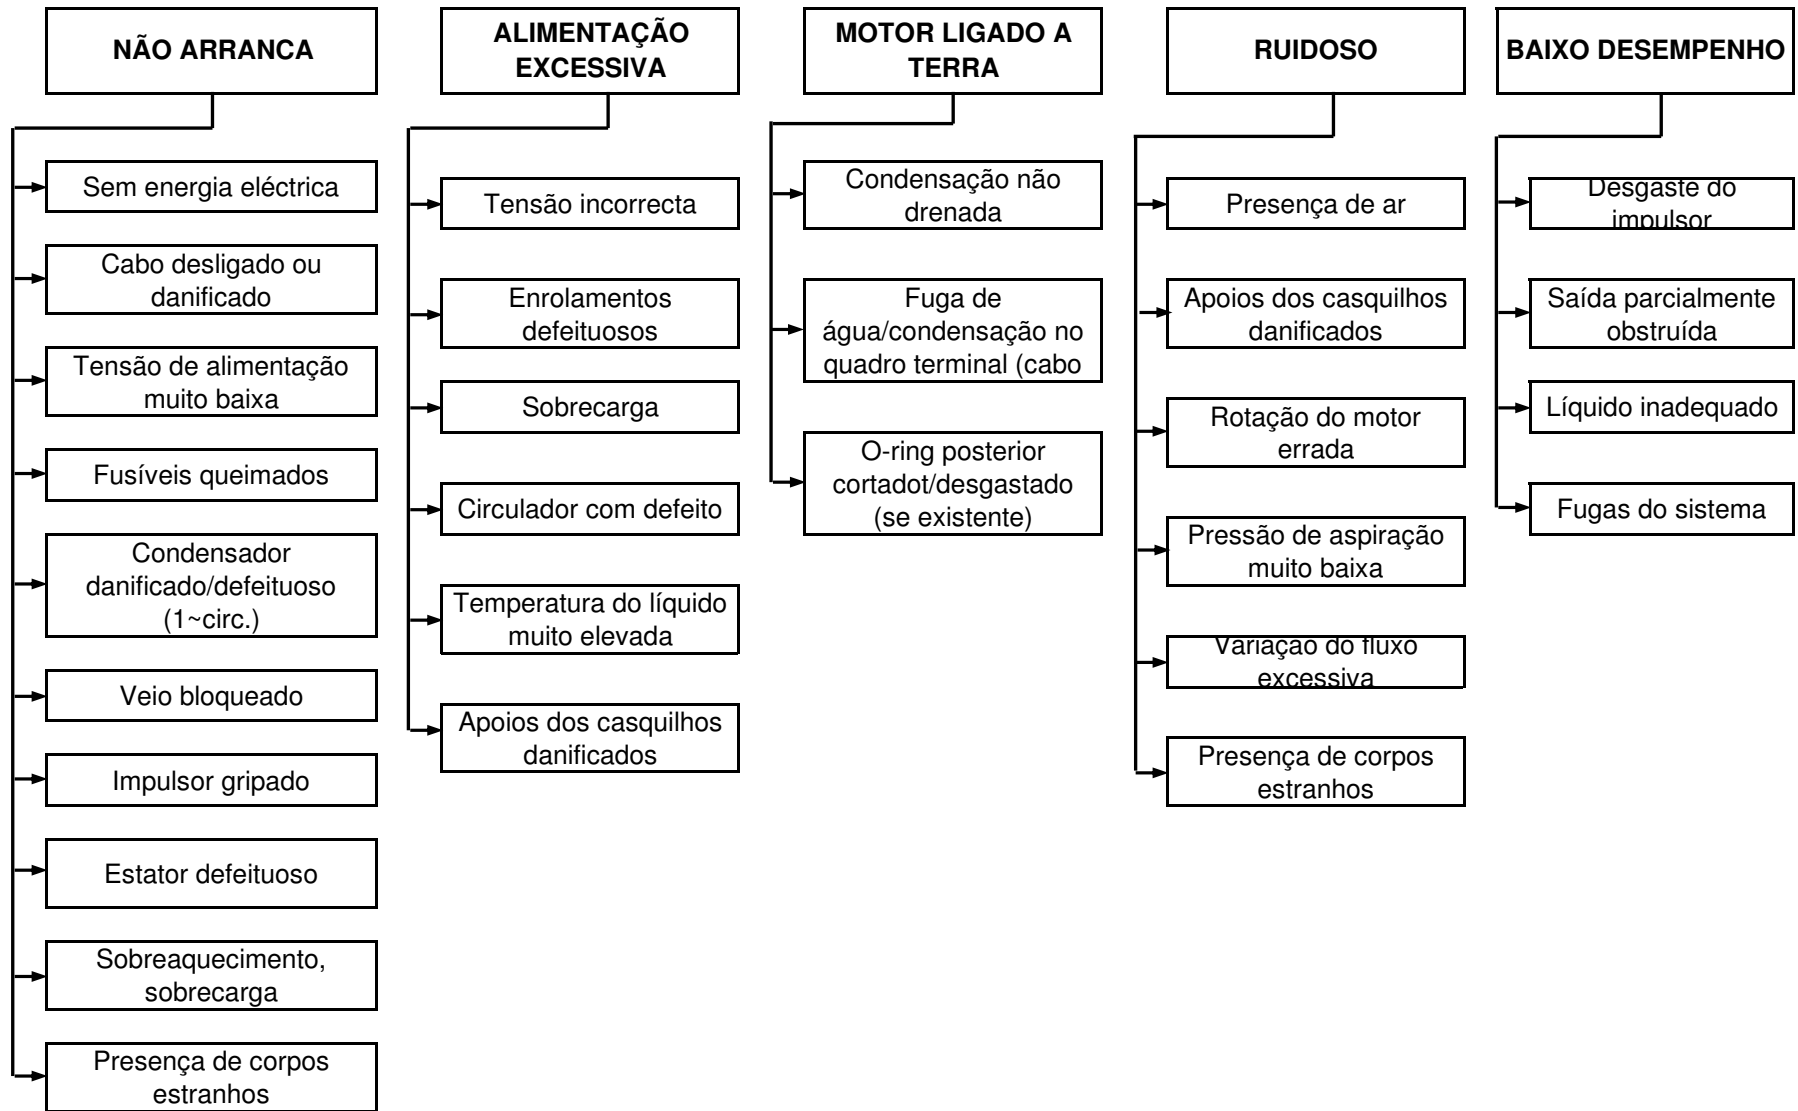 NÃO ARRANCA
Sem energia eléctrica
Cabo desligado ou
danificado
Tensão de alimentação
muito baixa
Fusíveis queimados
Condensador
danificado/defeituoso
(1~circ.)
Veio bloqueado
Impulsor gripado
Estator defeituoso
Sobreaquecimento,
sobrecarga
Presença de corpos
estranhos
ALIMENTAÇÃO
EXCESSIVA
Tensão incorrecta
Enrolamentos
defeituosos
Sobrecarga
Circulador com defeito
Temperatura do líquido
muito elevada
Apoios dos casquilhos
danificados
MOTOR LIGADO A
TERRA
Condensação não
drenada
Fuga de
água/condensação no
quadro terminal (cabo
O-ring posterior
cortadot/desgastado
(se existente)
RUIDOSO
Presença de ar
Apoios dos casquilhos
danificados
Rotação do motor
errada
Pressão de aspiração
muito baixa
Variação do fluxo
excessiva
Presença de corpos
estranhos
BAIXO DESEMPENHO
Desgaste do
impulsor
Saída parcialmente
obstruída
Líquido inadequado
Fugas do sistema